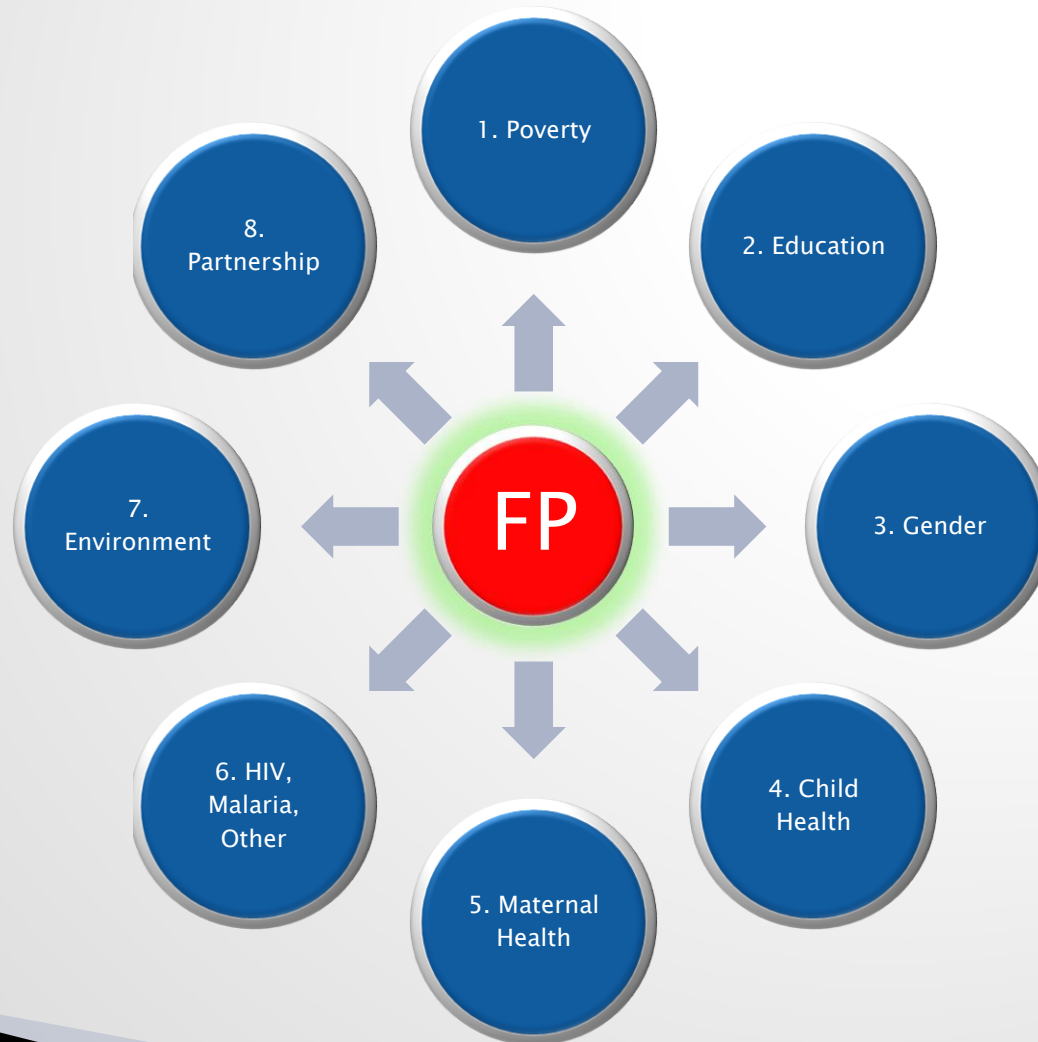 1. Poverty
2. Education
3. Gender
4. Child
Health
5. Maternal
Health
6. HIV,
Malaria,
Other
7.
Environment
8.
Partnership
FP